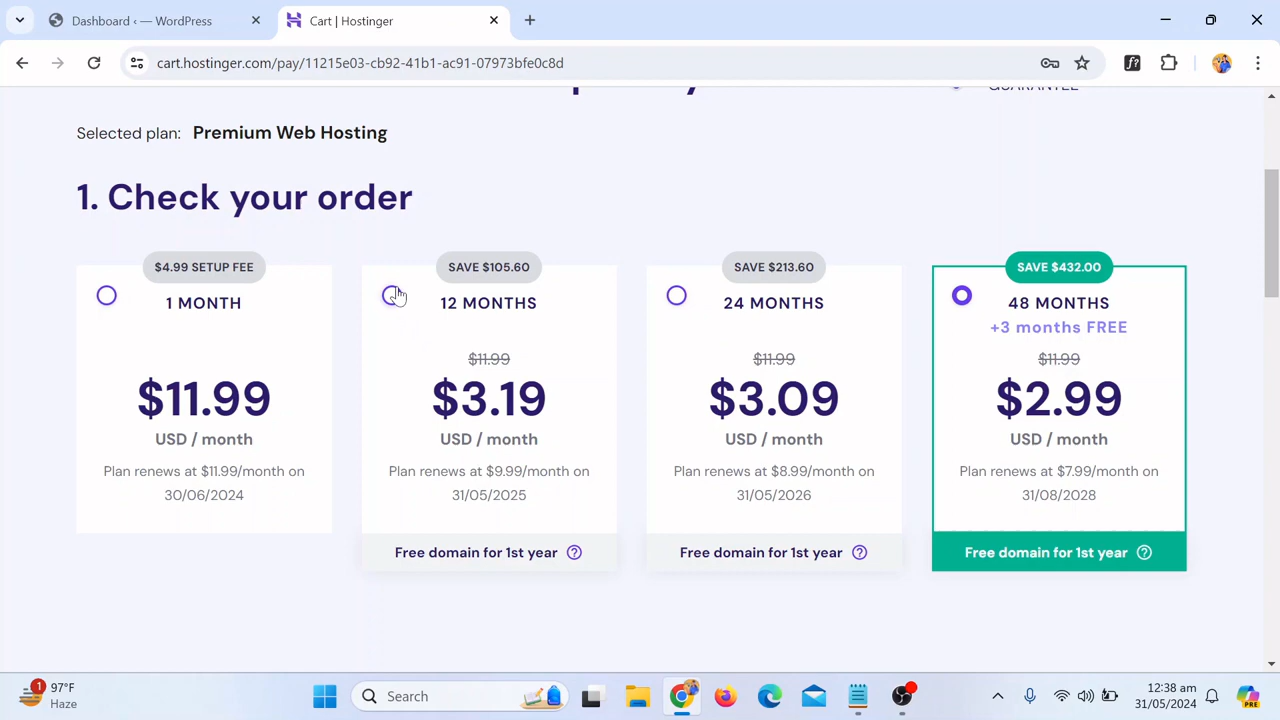 Dashboard ‹ — WordPress
Cart | Hostinger
cart.hostinger.com/pay/11215e03-cb92-41b1-ac91-07973bfe0c8d
f?
GUARANTEE
Selected plan: Premium Web Hosting
1. Check your order
$4.99 SETUP FEE
1 MONTH
$11.99
USD / month
Plan renews at $11.99/month on
30/06/2024
SAVE $105.60
12 MONTHS
$11.99
$3.19
USD / month
Plan renews at $9.99/month on
31/05/2025
Free domain for 1st year
SAVE $213.60
24 MONTHS
$11.99
$3.09
USD / month
Plan renews at $8.99/month on
31/05/2026
Free domain for 1st year
SAVE $432.00
48 MONTHS
+3 months FREE
$11.99
$2.99
USD / month
Plan renews at $7.99/month on
31/08/2028
Free domain for 1st year
1
97°F
Haze
Search
12:38 am
31/05/2024
PRE